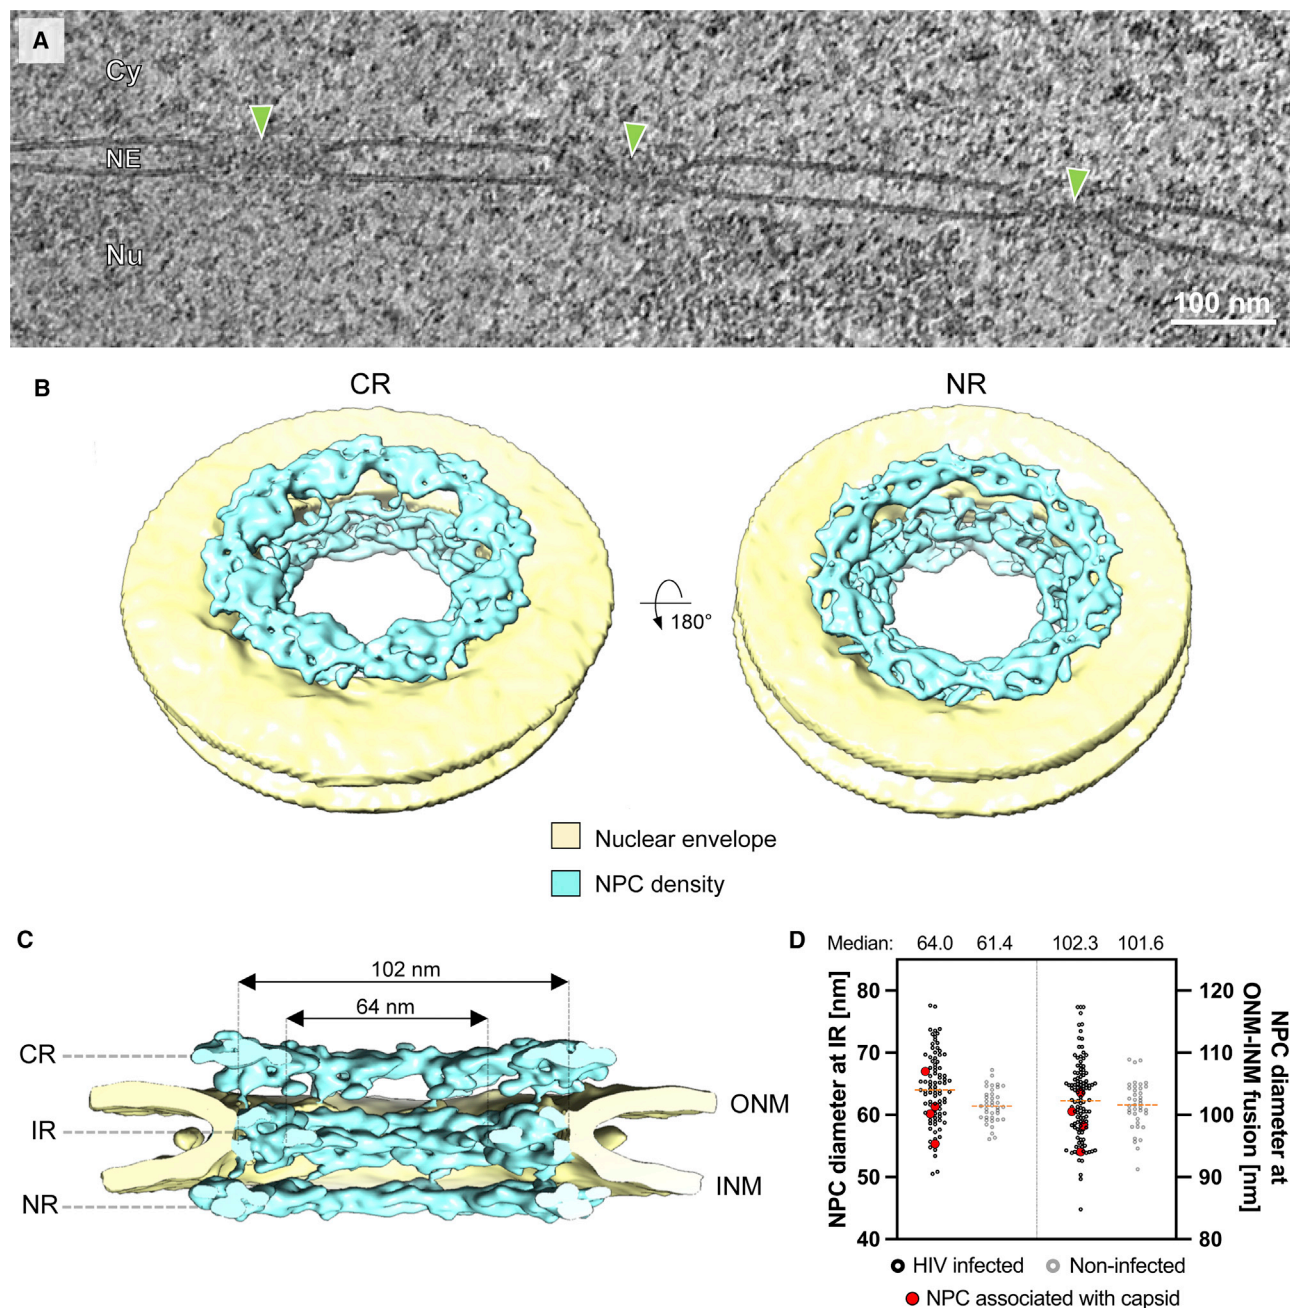 A
Cy
NE
Nu
100 nm
B
CR
NR
180°
Nuclear envelope
NPC density
C
102 nm
64 nm
CR
IR
NR
ONM
INM
D
Median: 64.0 61.4 102.3 101.6
NPC diameter at IR [nm]
80
70
60
50
40
120
110
100
90
80
NPC diameter at
ONM-INM fusion [nm]
HIV infected
Non-infected
NPC associated with capsid